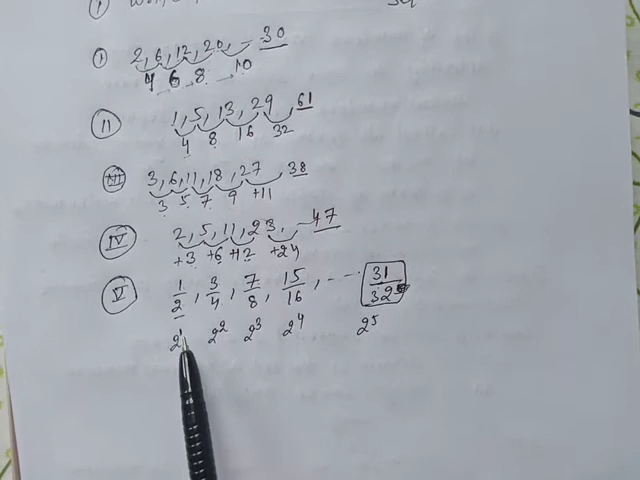 I 2, 6, 12, 20, — 30
4 6 8 10
II 1, 5, 13, 29, 61
4 8 16 32
III 3, 6, 11, 18, 27 38
3 5 7 9 +11
IV 2, 5, 11, 23, — 47
+3 +6 +12 +24
V 1/2, 3/4, 7/8, 15/16, --- 31/32
2¹ 2² 2³ 2⁴ 2⁵